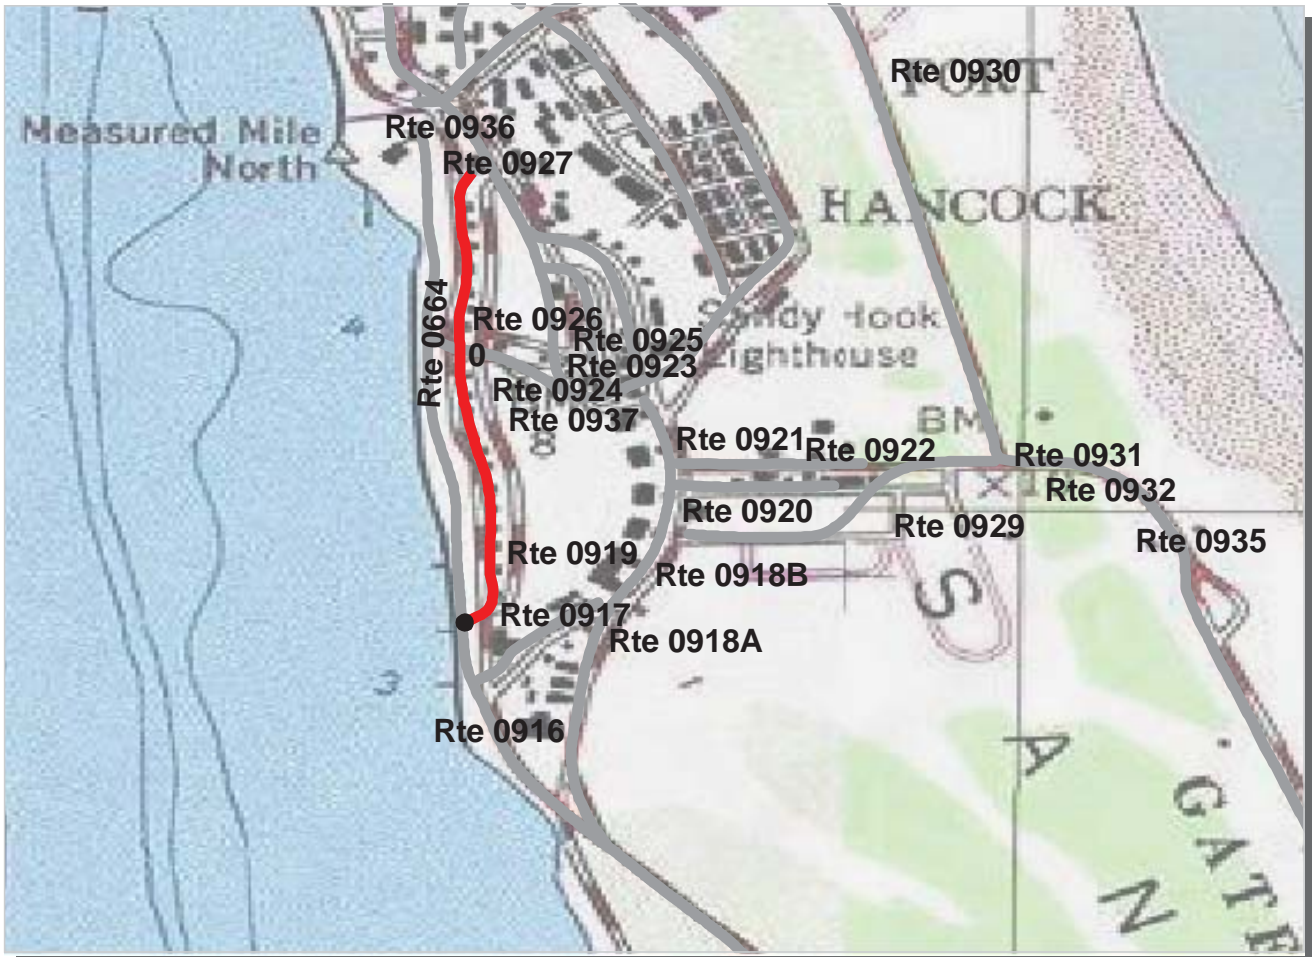 Rte 0930
FORT
Rte 0936
Measured Mile
North
Rte 0927
HANCOCK
Rte 0664
Rte 0926
Sandy Hook
Lighthouse
4
Rte 0925
0
Rte 0923
Rte 0924
Rte 0937
8
BM
Rte 0921
Rte 0922
Rte 0931
Rte 0932
Rte 0920
Rte 0929
Rte 0935
Rte 0919
Rte 0918B
S
Rte 0917
Rte 0918A
3
Rte 0916
A
N
GATE